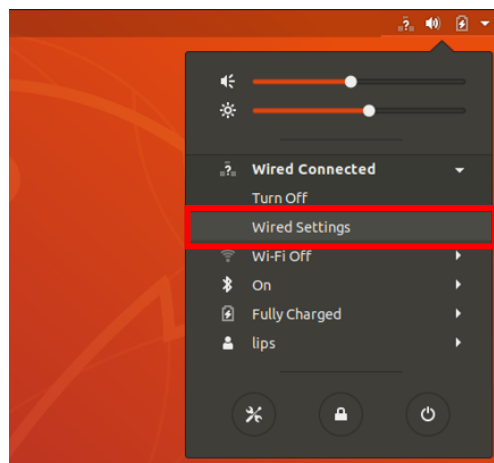 Wired Connected
Turn Off
Wired Settings
Wi-Fi Off
On
Fully Charged
lips